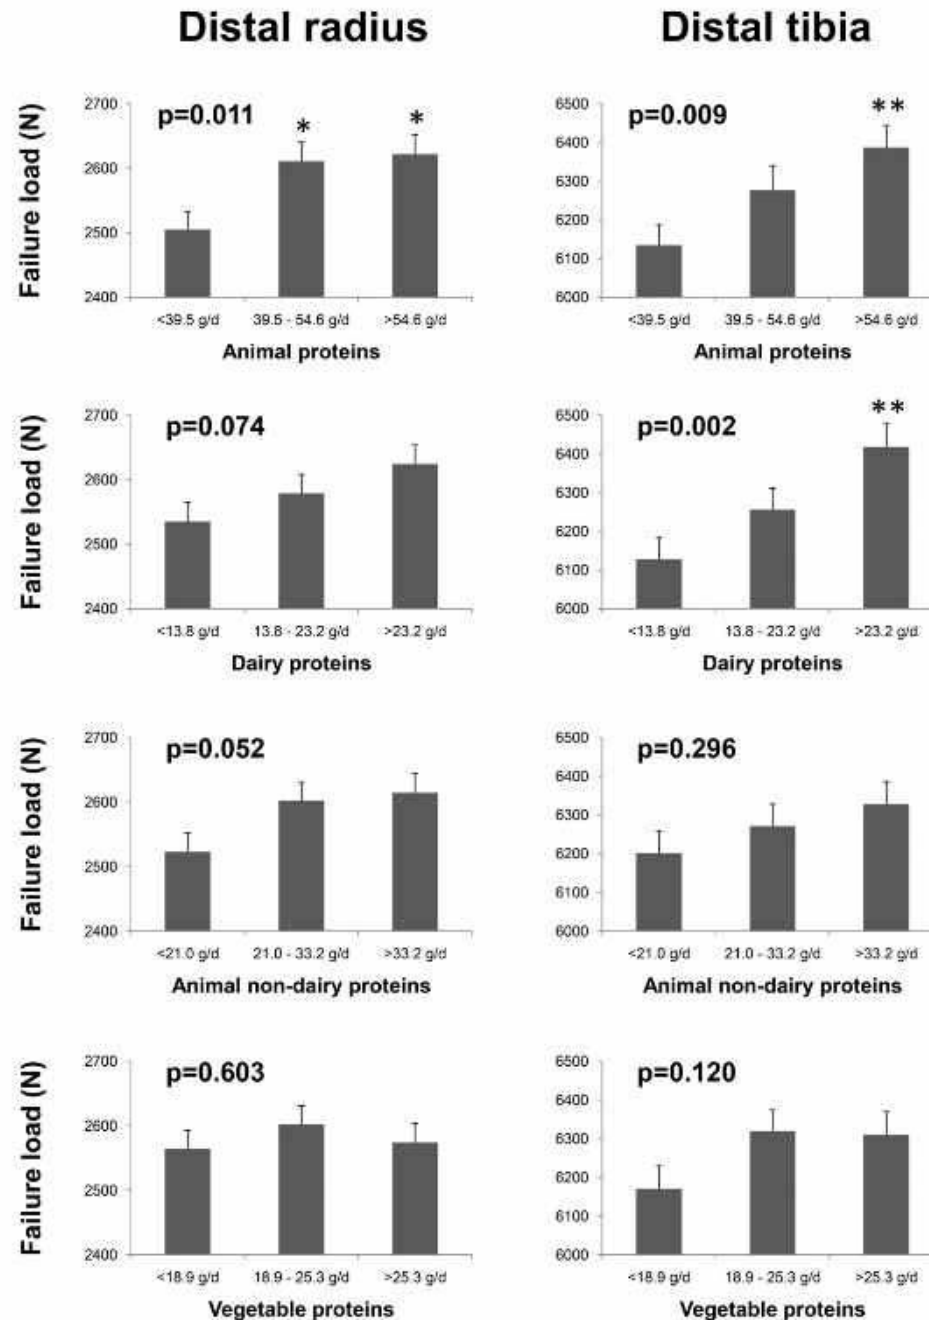 Distal radius
Distal tibia
Failure load (N)
2700
2600
2500
2400
p=0.011
*
*
<39.5 g/d
39.5 - 54.6 g/d
>54.6 g/d
Animal proteins
6500
6400
6300
6200
6100
6000
p=0.009
**
<39.5 g/d
39.5 - 54.6 g/d
>54.6 g/d
Animal proteins
Failure load (N)
2700
2600
2500
2400
p=0.074
<13.8 g/d
13.8 - 23.2 g/d
>23.2 g/d
Dairy proteins
6500
6400
6300
6200
6100
6000
p=0.002
**
<13.8 g/d
13.8 - 23.2 g/d
>23.2 g/d
Dairy proteins
Failure load (N)
2700
2600
2500
2400
p=0.052
<21.0 g/d
21.0 - 33.2 g/d
>33.2 g/d
Animal non-dairy proteins
6500
6400
6300
6200
6100
6000
p=0.296
<21.0 g/d
21.0 - 33.2 g/d
>33.2 g/d
Animal non-dairy proteins
Failure load (N)
2700
2600
2500
2400
p=0.603
<18.9 g/d
18.9 - 25.3 g/d
>25.3 g/d
Vegetable proteins
6500
6400
6300
6200
6100
6000
p=0.120
<18.9 g/d
18.9 - 25.3 g/d
>25.3 g/d
Vegetable proteins